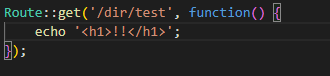 Route::get('/dir/test', function() {
    echo '<h1>!!</h1>';
});